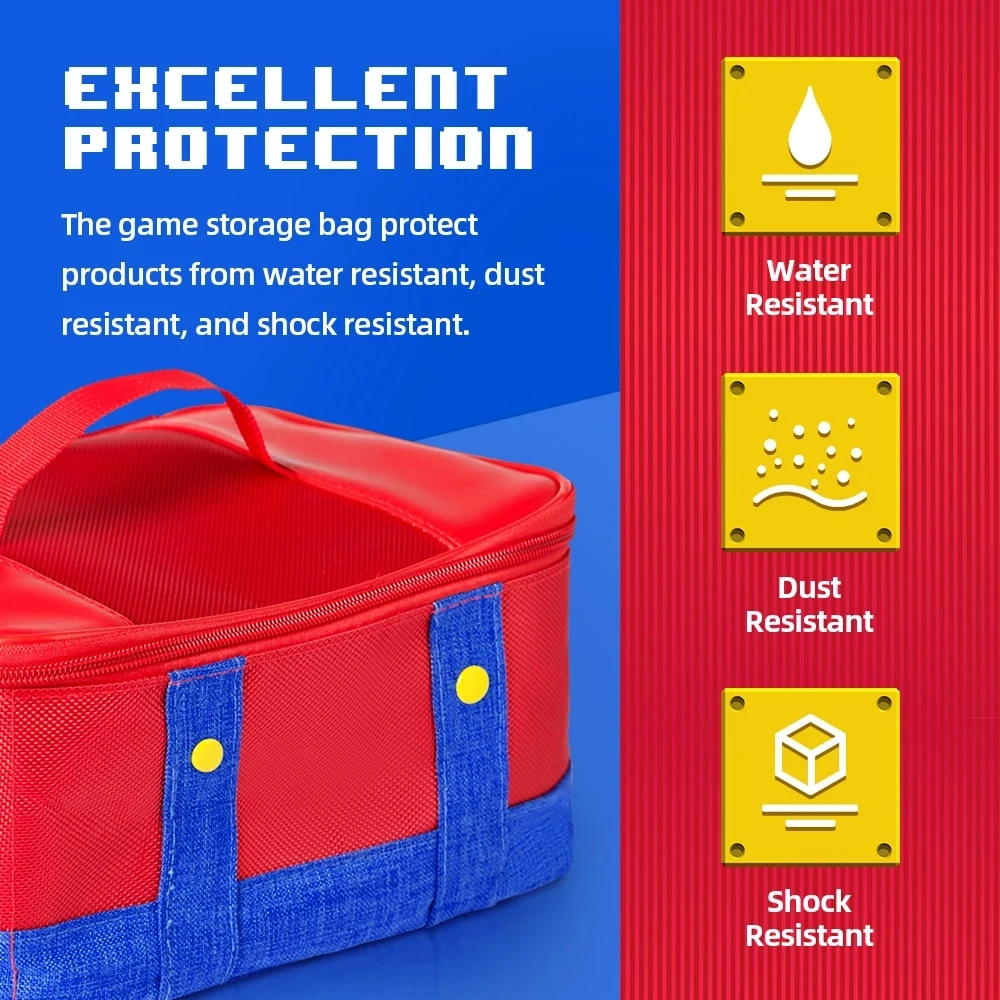 EXCELLENT
PROTECTION
The game storage bag protect
products from water resistant, dust
resistant, and shock resistant.
Water
Resistant
Dust
Resistant
Shock
Resistant